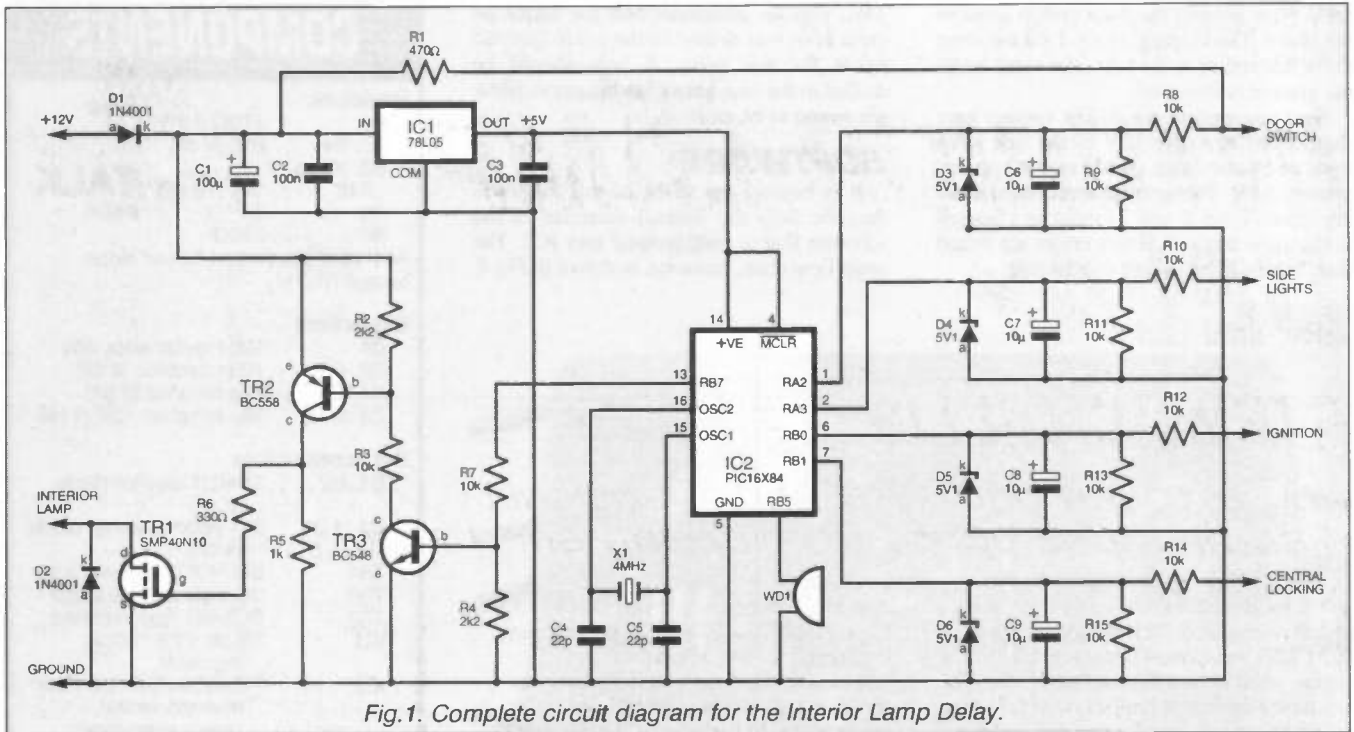 R1
470Ω
D1
1N4001
+12V
a
k
IN
IC1
78L05
OUT
+5V
COM
+
C1
100µ
C2
100n
C3
100n
R8
10k
DOOR
SWITCH
k
D3
5V1
a
+
C6
10µ
R9
10k
R10
10k
SIDE
LIGHTS
k
D4
5V1
a
+
C7
10µ
R11
10k
R12
10k
IGNITION
k
D5
5V1
a
+
C8
10µ
R13
10k
R14
10k
CENTRAL
LOCKING
k
D6
5V1
a
+
C9
10µ
R15
10k
R2
2k2
e
TR2
BC558
b
c
R3
10k
R6
330Ω
R5
1k
TR3
BC548
c
b
e
R7
10k
R4
2k2
INTERIOR
LAMP
TR1
SMP40N10
k
D2
1N4001
a
d
g
s
GROUND
14
4
+VE
MCLR
13
RB7
RA2
1
16
OSC2
RA3
2
15
OSC1
RB0
6
RB1
7
IC2
PIC16X84
GND
RB5
5
X1
4MHz
C4
22p
C5
22p
WD1
Fig.1. Complete circuit diagram for the Interior Lamp Delay.